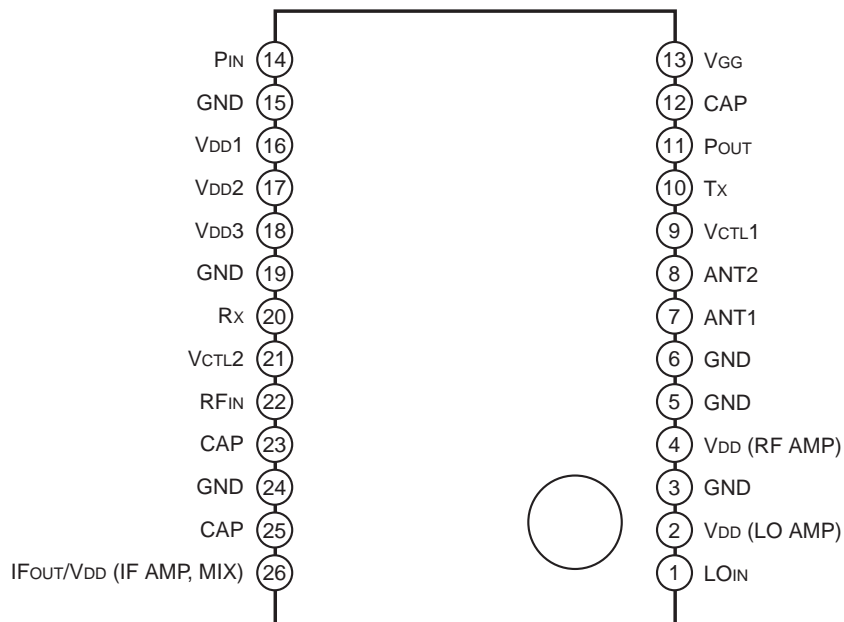 PIN 14 13 VGG
GND 15 12 CAP
VDD1 16 11 POUT
VDD2 17 10 TX
VDD3 18 9 VCTL1
GND 19 8 ANT2
RX 20 7 ANT1
VCTL2 21 6 GND
RFIN 22 5 GND
CAP 23 4 VDD (RF AMP)
GND 24 3 GND
CAP 25 2 VDD (LO AMP)
IFOUT/VDD (IF AMP, MIX) 26 1 LOIN